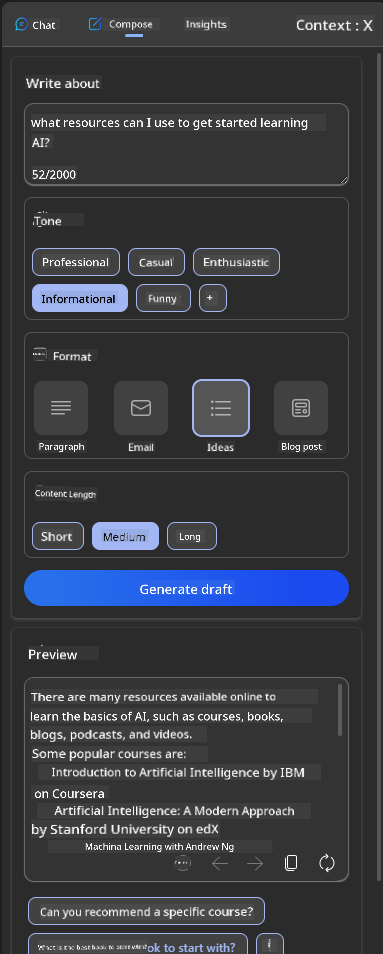 Chat
Compose
Insights
Context : X
Write about
what resources can I use to get started learning
AI?
52/2000
Tone
Professional
Casual
Enthusiastic
Informational
Funny
+
Format
Paragraph
Email
Ideas
Blog post
Content Length
Short
Medium
Long
Generate draft
Preview
There are many resources available online to
learn the basics of AI, such as courses, books,
blogs, podcasts, and videos.
Some popular courses are:
Introduction to Artificial Intelligence by IBM
on Coursera
Artificial Intelligence: A Modern Approach
by Stanford University on edX
Machina Learning with Andrew Ng
Can you recommend a specific course?
What is the best book to start with? ok to start with?